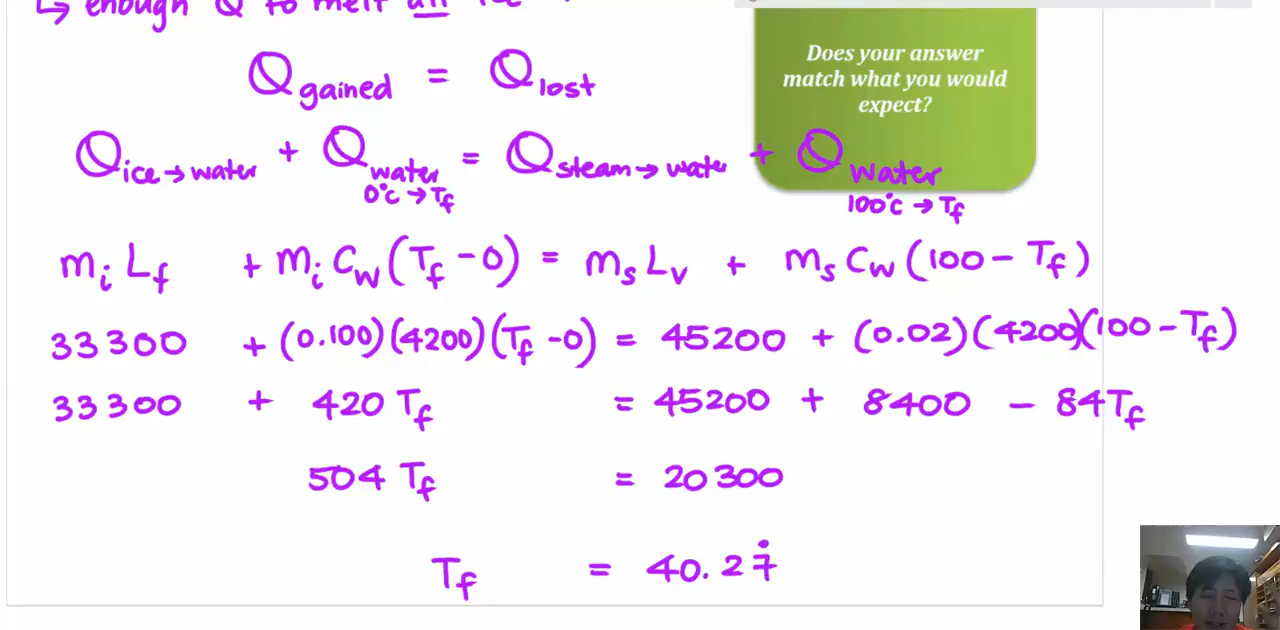 ↳ enough Q to melt all ice
Does your answer
match what you would
expect?
Q gained = Q lost
Q ice → water + Q water 0°C → Tf = Q steam → water + Q water 100°C → Tf
mᵢ Lf + mᵢ Cw (Tf − 0) = ms Lv + ms Cw (100 − Tf)
33300 + (0.100)(4200)(Tf − 0) = 45200 + (0.02)(4200)(100 − Tf)
33300 + 420 Tf = 45200 + 8400 − 84Tf
504 Tf = 20300
Tf = 40.27̇